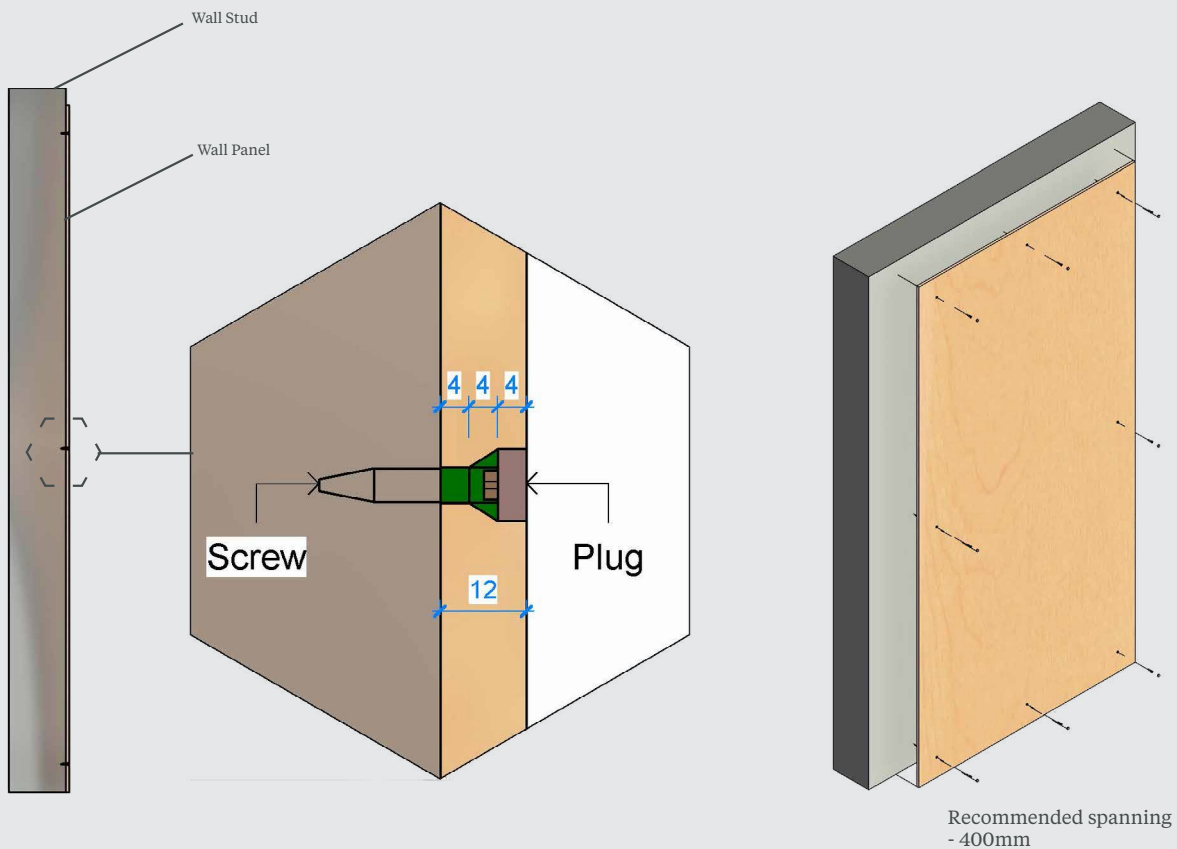 Wall Stud
Wall Panel
4 4 4
Screw
Plug
12
Recommended spanning
- 400mm